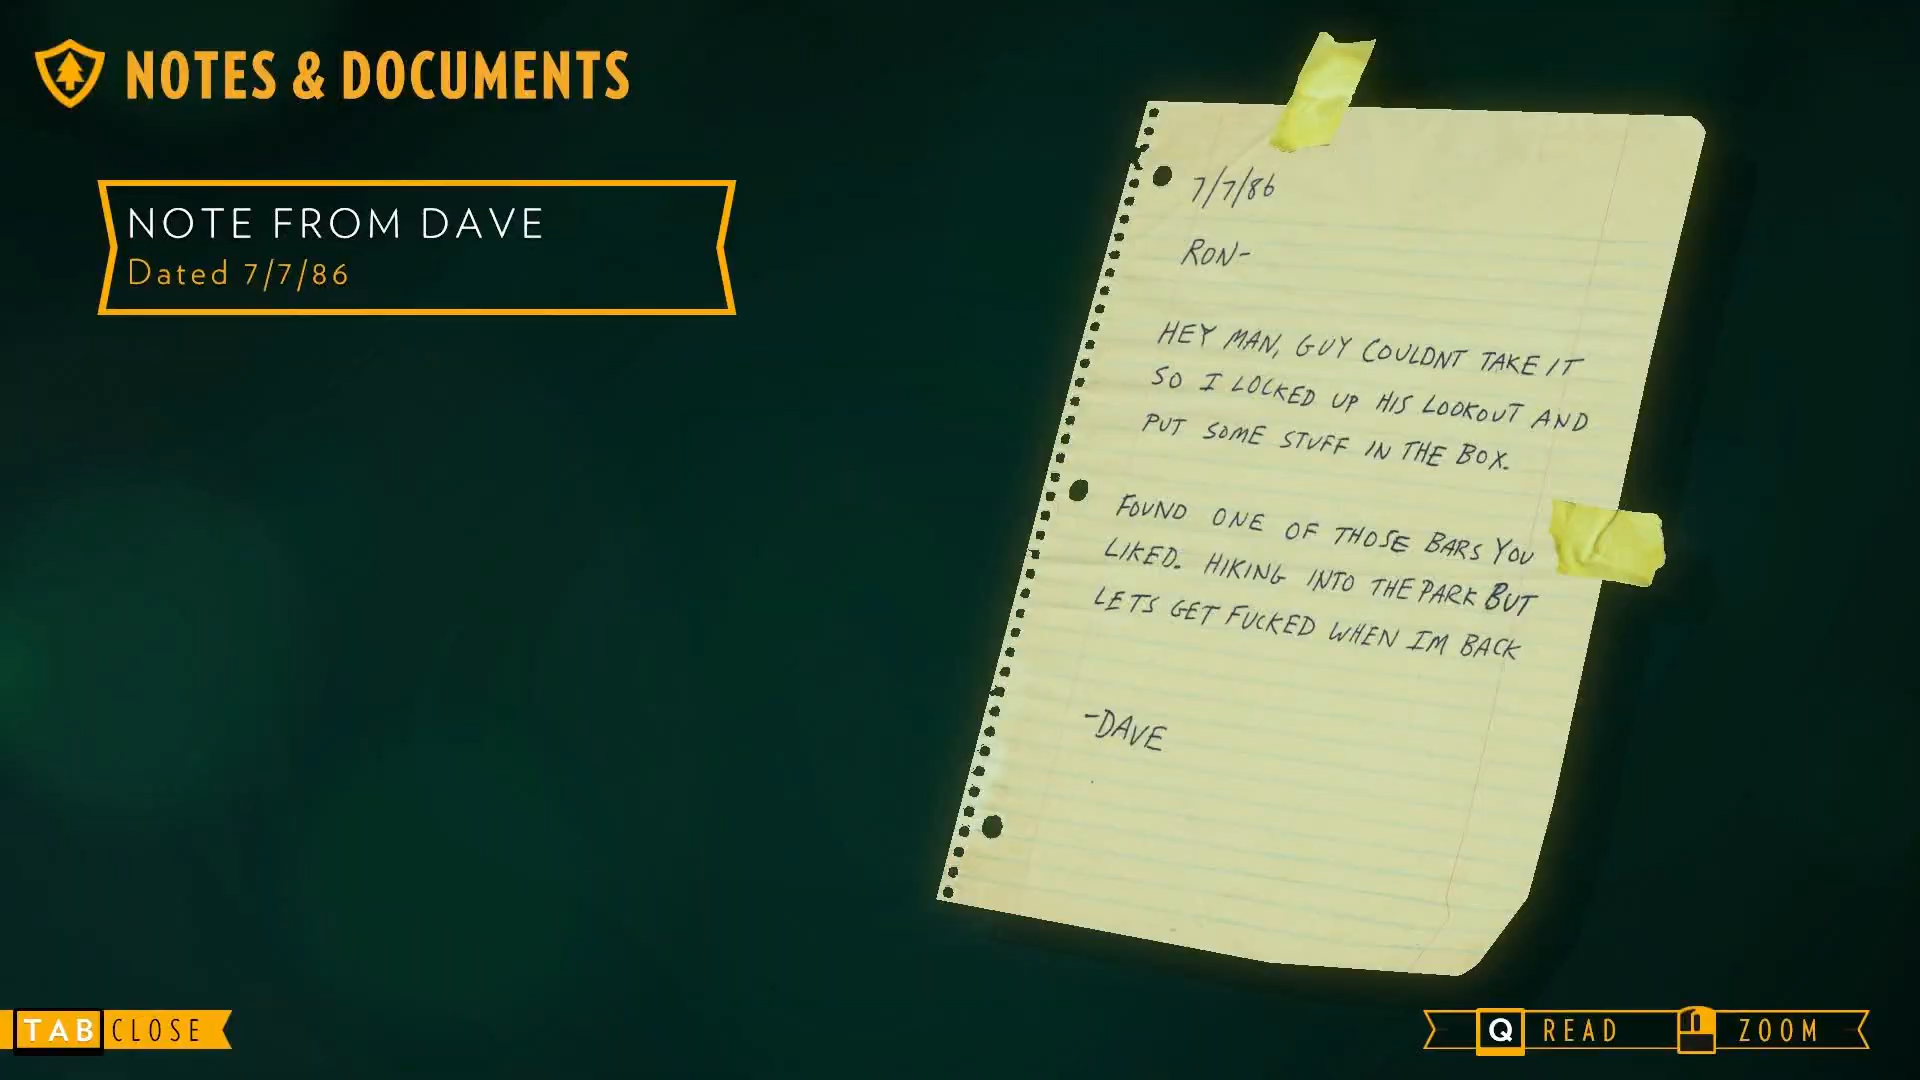 NOTES & DOCUMENTS
NOTE FROM DAVE
Dated 7/7/86
7/7/86
RON-
HEY MAN, GUY COULDNT TAKE IT
SO I LOCKED UP HIS LOOKOUT AND
PUT SOME STUFF IN THE BOX.
FOUND ONE OF THOSE BARS YOU
LIKED. HIKING INTO THE PARK BUT
LETS GET FUCKED WHEN IM BACK
-DAVE
TAB CLOSE
Q READ ZOOM